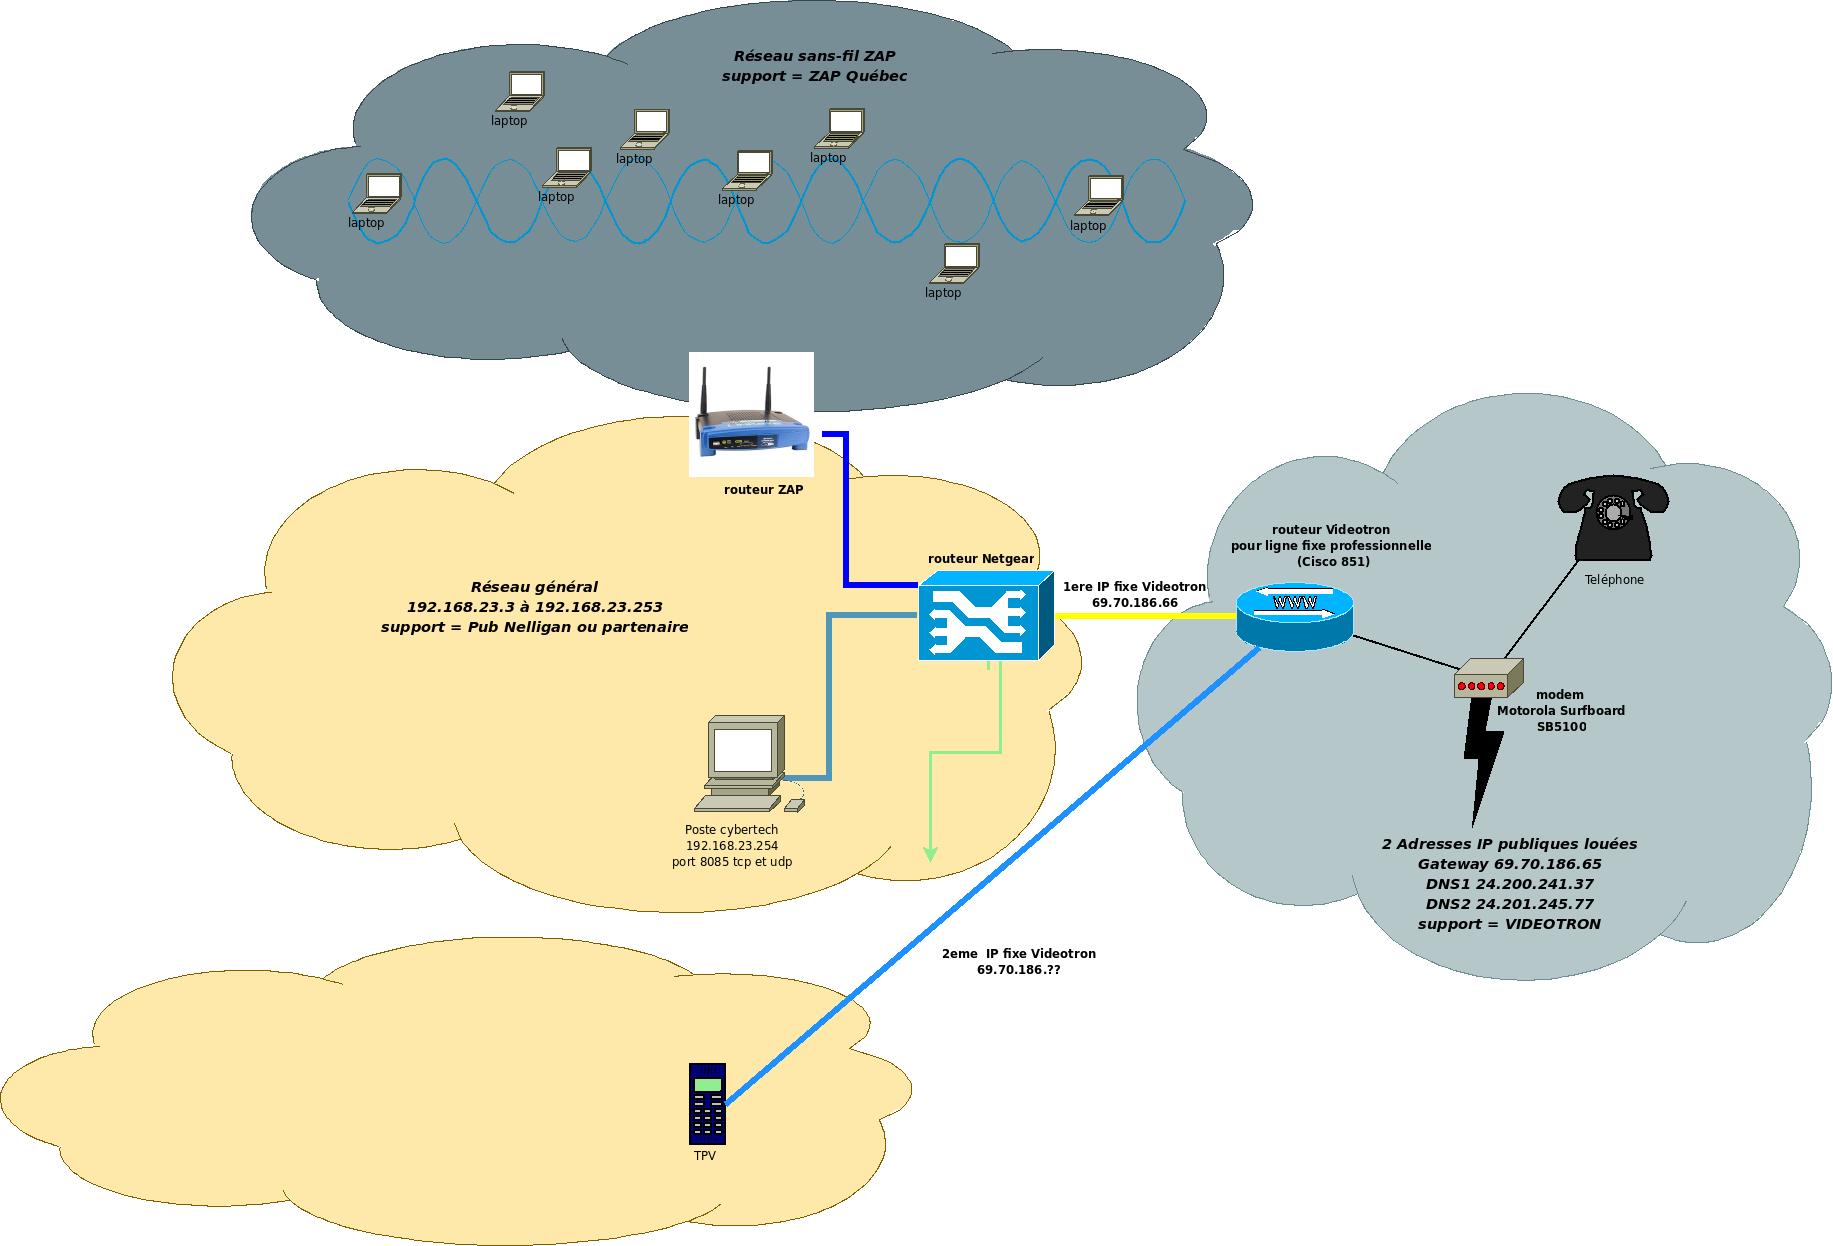 Réseau sans-fil ZAP
support = ZAP Québec
laptop
laptop
laptop
laptop
laptop
laptop
laptop
laptop
routeur ZAP
Réseau général
192.168.23.3 à 192.168.23.253
support = Pub Nelligan ou partenaire
routeur Netgear
1ere IP fixe Videotron
69.70.186.66
routeur Videotron
pour ligne fixe professionnelle
(Cisco 851)
WWW
Teléphone
modem
Motorola Surfboard
SB5100
Poste cybertech
192.168.23.254
port 8085 tcp et udp
2 Adresses IP publiques louées
Gateway 69.70.186.65
DNS1 24.200.241.37
DNS2 24.201.245.77
support = VIDEOTRON
2eme  IP fixe Videotron
69.70.186.??
TPV